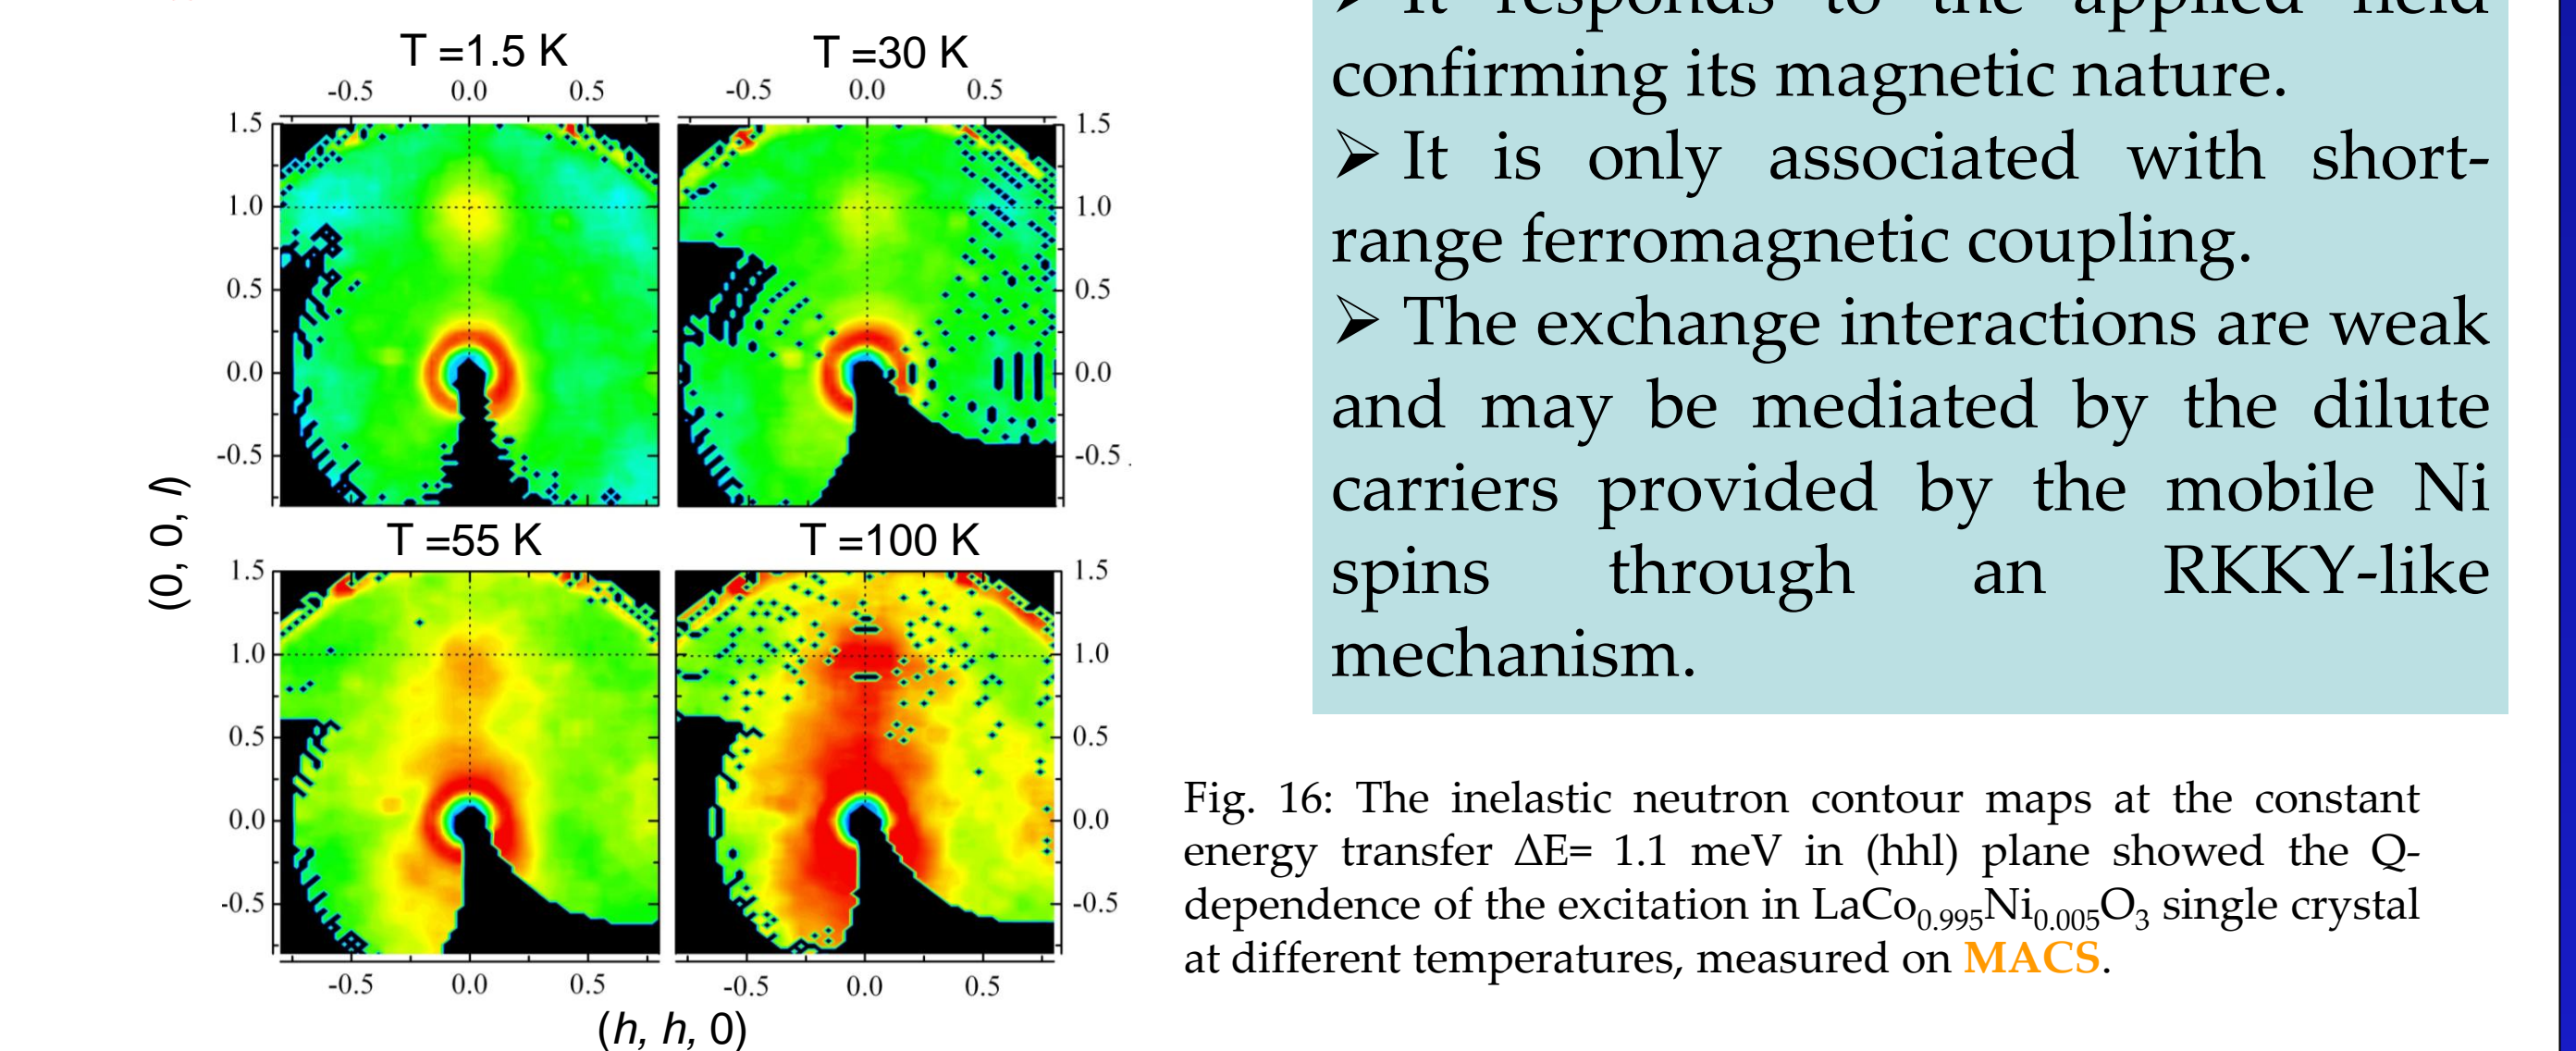 T =1.5 K
T =30 K
-0.5 0.0 0.5
-0.5 0.0 0.5
1.5
1.0
0.5
0.0
-0.5
1.5
1.0
0.5
0.0
-0.5 .
(0, 0, l)
T =55 K
T =100 K
1.5
1.0
0.5
0.0
-0.5
1.5
1.0
0.5
0.0
-0.5
-0.5 0.0 0.5
-0.5 0.0 0.5
(h, h, 0)
➢ It responds to the applied field
confirming its magnetic nature.
➢ It is only associated with short-
range ferromagnetic coupling.
➢ The exchange interactions are weak
and may be mediated by the dilute
carriers provided by the mobile Ni
spins through an RKKY-like
mechanism.
Fig. 16: The inelastic neutron contour maps at the constant
energy transfer ΔE= 1.1 meV in (hhl) plane showed the Q-
dependence of the excitation in LaCo₀.₉₉₅Ni₀.₀₀₅O₃ single crystal
at different temperatures, measured on MACS.